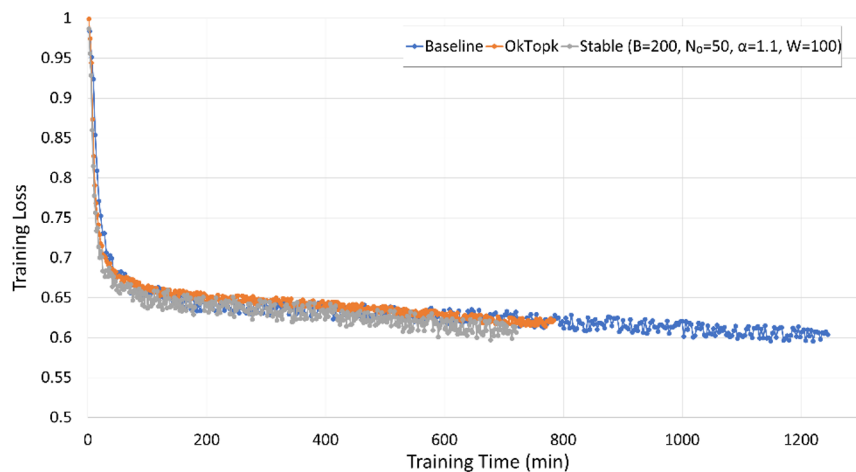 1
0.95
0.9
0.85
0.8
0.75
0.7
0.65
0.6
0.55
0.5
Training Loss
Baseline OkTopk Stable (B=200, N₀=50, α=1.1, W=100)
0 200 400 600 800 1000 1200
Training Time (min)